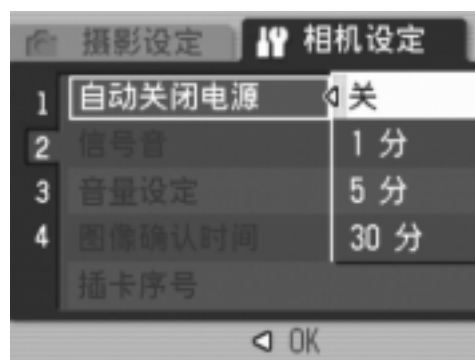 摄影设定 相机设定
1 自动关闭电源 关
2 信号音 1 分
3 音量设定 5 分
4 图像确认时间 30 分
插卡序号
OK